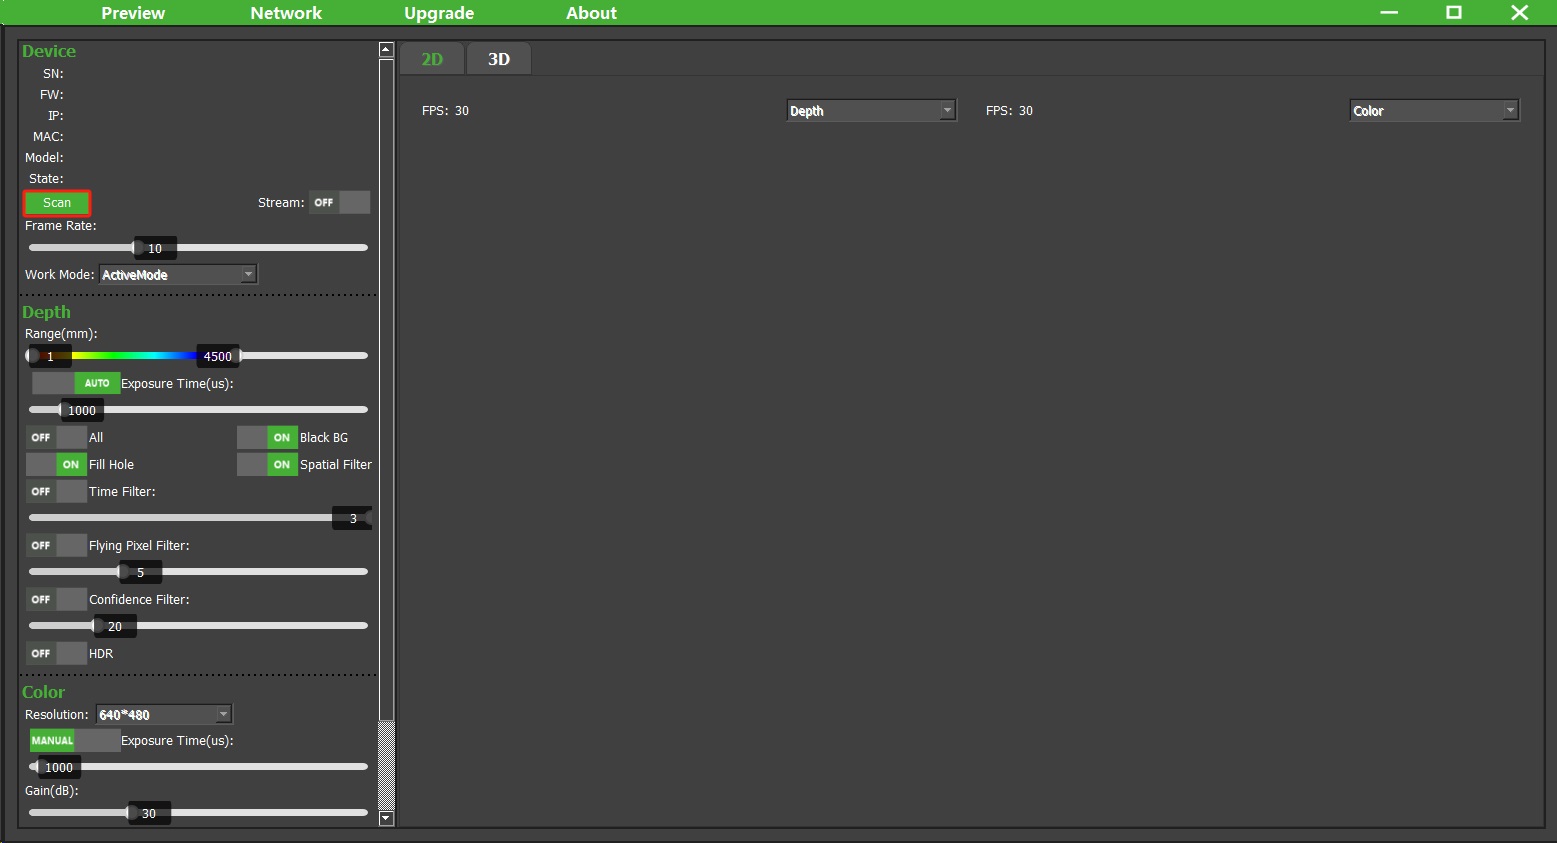 Preview Network Upgrade About
Device
SN:
FW:
IP:
MAC:
Model:
State:
Scan Stream: OFF
Frame Rate:
10
Work Mode: ActiveMode
Depth
Range(mm):
1 4500
AUTO Exposure Time(us):
1000
OFF All ON Black BG
ON Fill Hole ON Spatial Filter
OFF Time Filter:
3
OFF Flying Pixel Filter:
5
OFF Confidence Filter:
20
OFF HDR
Color
Resolution: 640*480
MANUAL Exposure Time(us):
1000
Gain(dB):
30
2D 3D
FPS: 30 Depth FPS: 30 Color